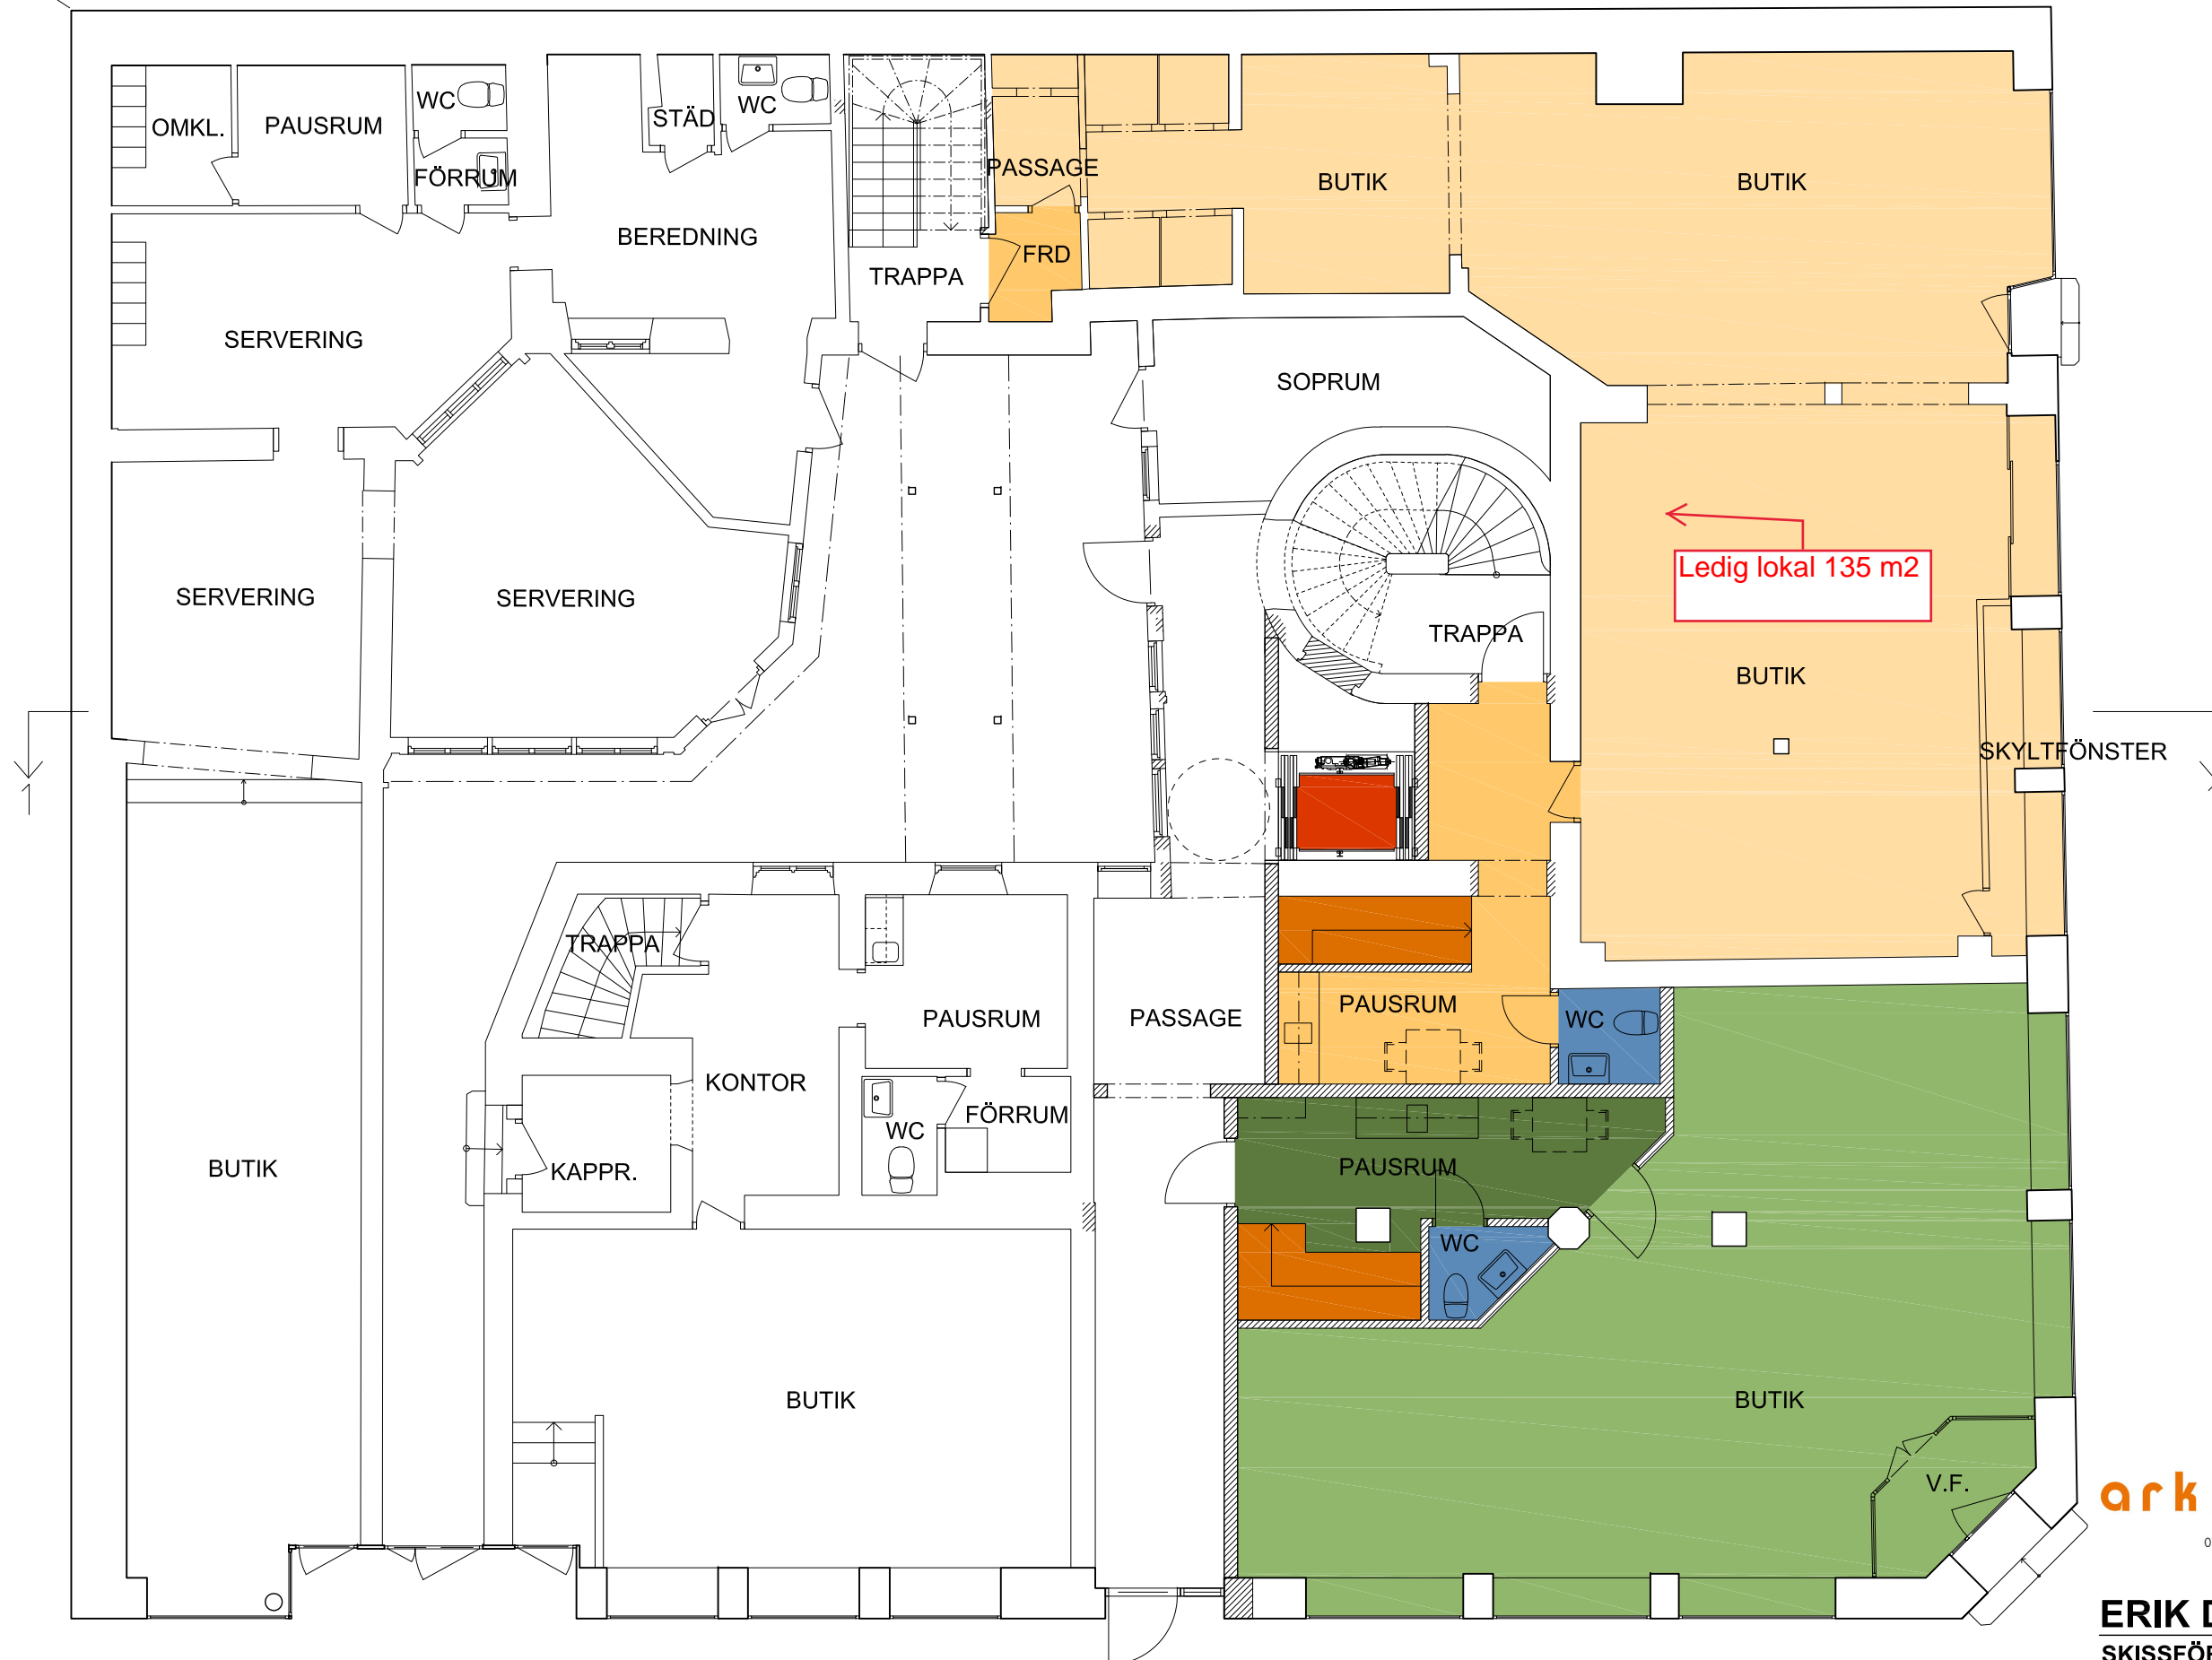 OMKL.
PAUSRUM
WC
FÖRRUM
STÄD
WC
BEREDNING
TRAPPA
PASSAGE
FRD
BUTIK
BUTIK
SERVERING
SOPRUM
SERVERING
SERVERING
Ledig lokal 135 m2
TRAPPA
BUTIK
SKYLTFÖNSTER
TRAPPA
PAUSRUM
PASSAGE
PAUSRUM
WC
KONTOR
FÖRRUM
WC
KAPPR.
BUTIK
PAUSRUM
WC
BUTIK
BUTIK
V.F.
ark
0
ERIK